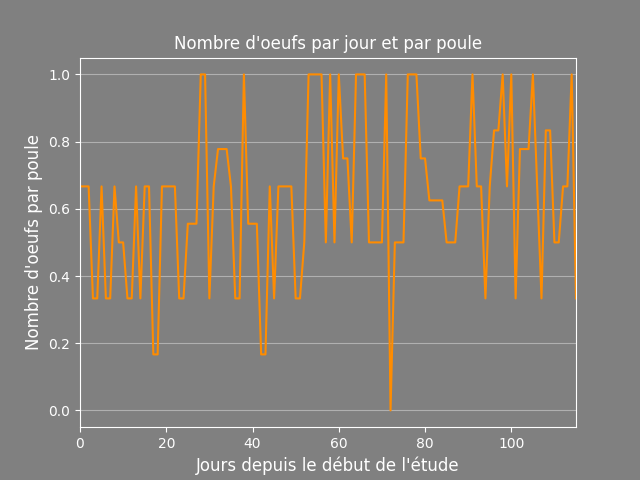 Nombre d'oeufs par jour et par poule
1.0
0.8
0.6
0.4
0.2
0.0
Nombre d'oeufs par poule
0 20 40 60 80 100
Jours depuis le début de l'étude